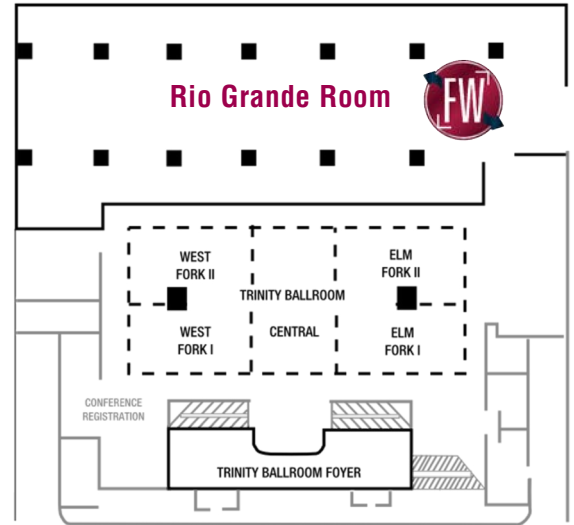 Rio Grande Room
FW
WEST
FORK II
ELM
FORK II
TRINITY BALLROOM
CENTRAL
WEST
FORK I
ELM
FORK I
CONFERENCE
REGISTRATION
TRINITY BALLROOM FOYER